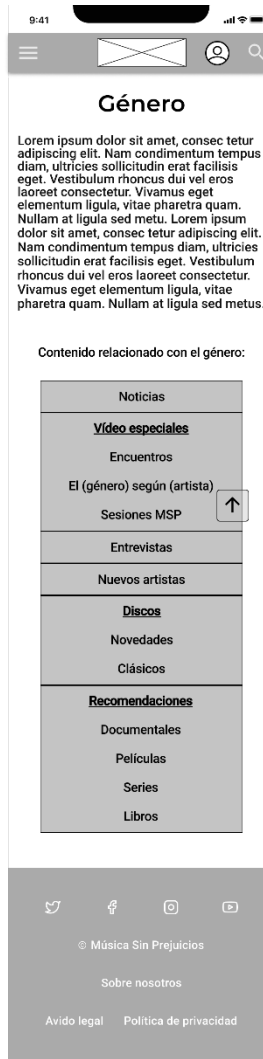 9:41
Género
Lorem ipsum dolor sit amet, consec tetur
adipiscing elit. Nam condimentum tempus
diam, ultricies sollicitudin erat facilisis
eget. Vestibulum rhoncus dui vel eros
laoreet consectetur. Vivamus eget
elementum ligula, vitae pharetra quam.
Nullam at ligula sed metu. Lorem ipsum
dolor sit amet, consec tetur adipiscing elit.
Nam condimentum tempus diam, ultricies
sollicitudin erat facilisis eget. Vestibulum
rhoncus dui vel eros laoreet consectetur.
Vivamus eget elementum ligula, vitae
pharetra quam. Nullam at ligula sed metus.
Contenido relacionado con el género:
Noticias
Vídeo especiales
Encuentros
El (género) según (artista)
Sesiones MSP
Entrevistas
Nuevos artistas
Discos
Novedades
Clásicos
Recomendaciones
Documentales
Películas
Series
Libros
© Música Sin Prejuicios
Sobre nosotros
Avido legal Política de privacidad